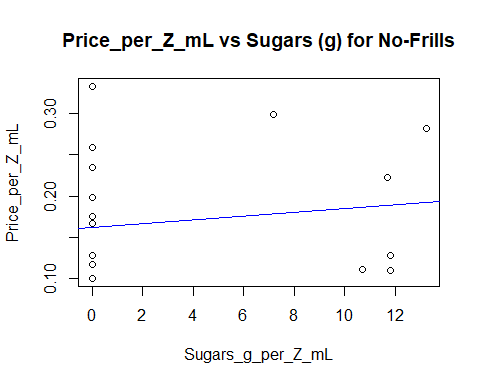 Price_per_Z_mL vs Sugars (g) for No-Frills
Price_per_Z_mL
0.30
0.20
0.10
0 2 4 6 8 10 12
Sugars_g_per_Z_mL